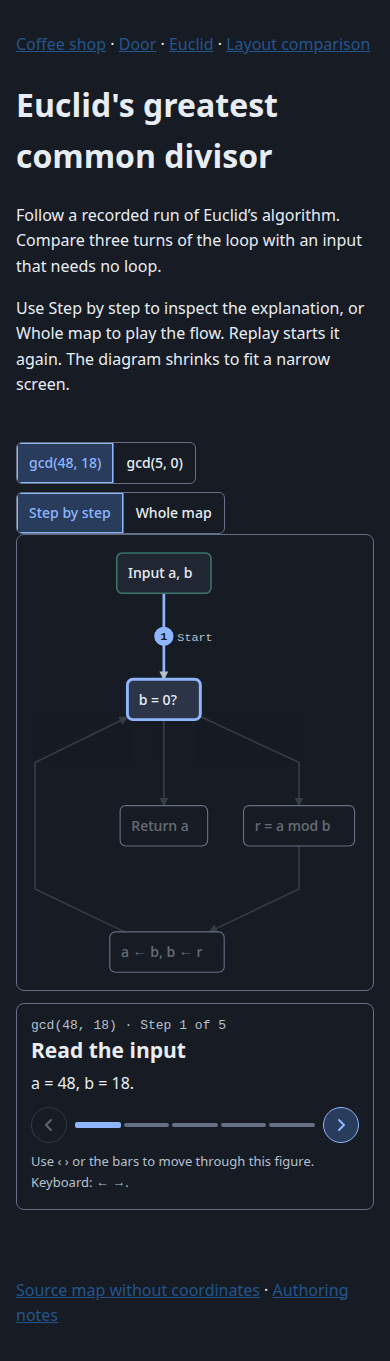 Coffee shop · Door · Euclid · Layout comparison
Euclid's greatest
common divisor
Follow a recorded run of Euclid’s algorithm.
Compare three turns of the loop with an input
that needs no loop.
Use Step by step to inspect the explanation, or
Whole map to play the flow. Replay starts it
again. The diagram shrinks to fit a narrow
screen.
gcd(48, 18) gcd(5, 0)
Step by step Whole map
Input a, b
1 Start
b = 0?
Return a r = a mod b
a ← b, b ← r
gcd(48, 18) · Step 1 of 5
Read the input
a = 48, b = 18.
Use ‹ › or the bars to move through this figure.
Keyboard: ← →.
Source map without coordinates · Authoring
notes